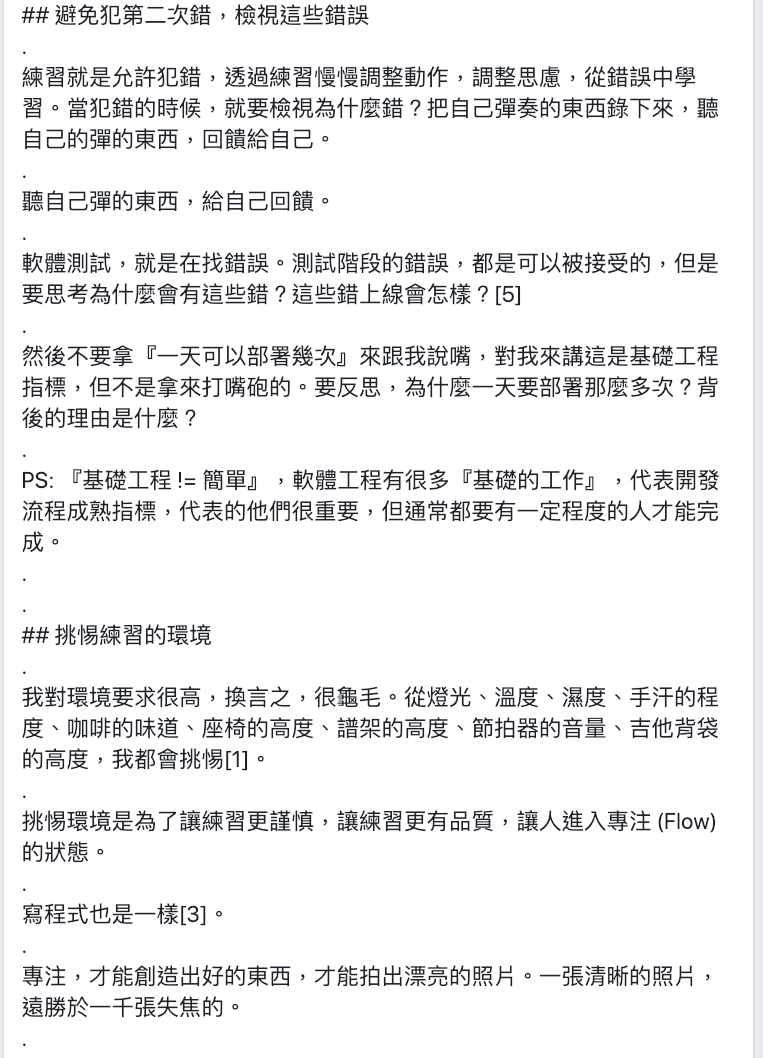 ## 避免犯第二次錯，檢視這些錯誤
.
練習就是允許犯錯，透過練習慢慢調整動作，調整思慮，從錯誤中學
習。當犯錯的時候，就要檢視為什麼錯？把自己彈奏的東西錄下來，聽
自己的彈的東西，回饋給自己。
.
聽自己彈的東西，給自己回饋。
.
軟體測試，就是在找錯誤。測試階段的錯誤，都是可以被接受的，但是
要思考為什麼會有這些錯？這些錯上線會怎樣？[5]
.
然後不要拿『一天可以部署幾次』來跟我說嘴，對我來講這是基礎工程
指標，但不是拿來打嘴砲的。要反思，為什麼一天要部署那麼多次？背
後的理由是什麼？
.
PS: 『基礎工程 != 簡單』，軟體工程有很多『基礎的工作』，代表開發
流程成熟指標，代表的他們很重要，但通常都要有一定程度的人才能完
成。
.
.
## 挑惕練習的環境
.
我對環境要求很高，換言之，很龜毛。從燈光、溫度、濕度、手汗的程
度、咖啡的味道、座椅的高度、譜架的高度、節拍器的音量、吉他背袋
的高度，我都會挑惕[1]。
.
挑惕環境是為了讓練習更謹慎，讓練習更有品質，讓人進入專注 (Flow)
的狀態。
.
寫程式也是一樣[3]。
.
專注，才能創造出好的東西，才能拍出漂亮的照片。一張清晰的照片，
遠勝於一千張失焦的。
.